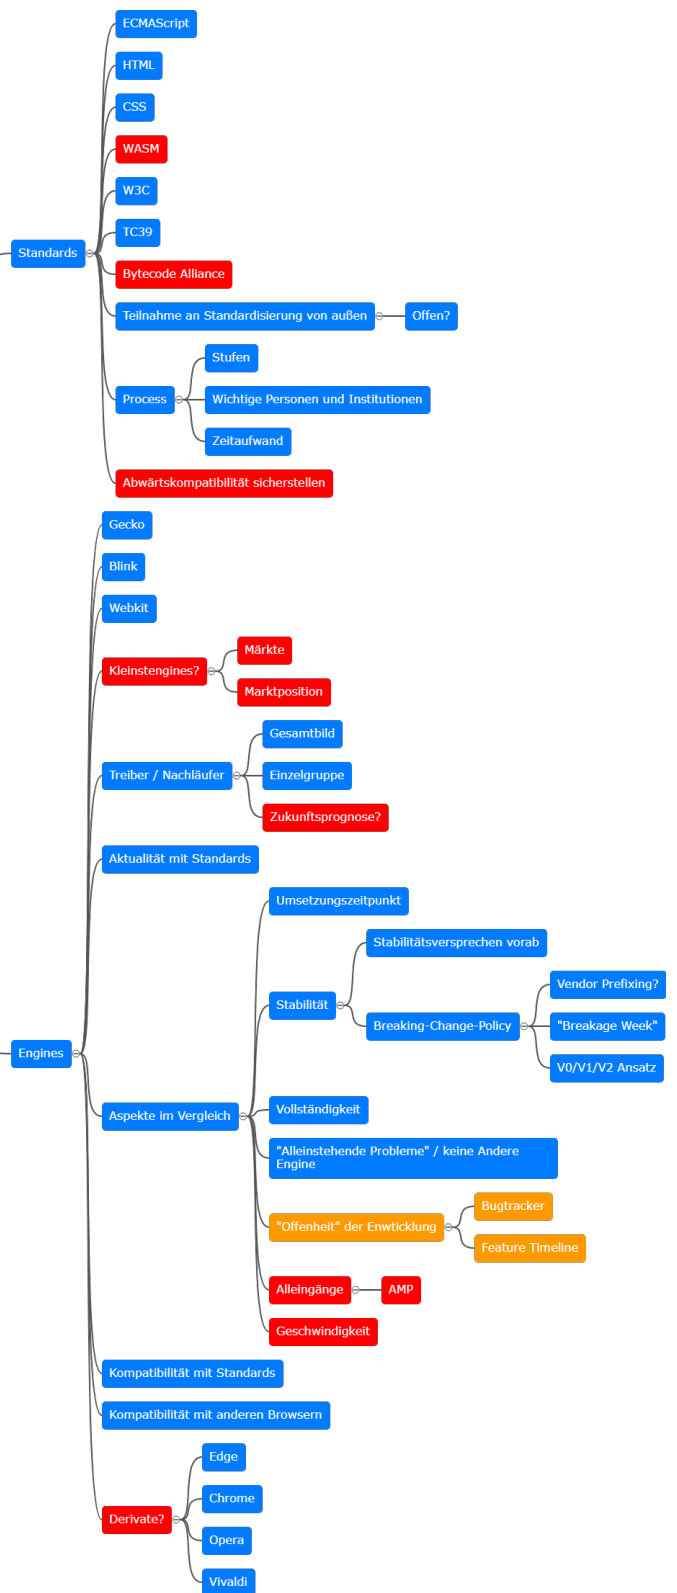 ECMAScript
HTML
CSS
WASM
W3C
TC39
Standards
Bytecode Alliance
Teilnahme an Standardisierung von außen
Offen?
Stufen
Process
Wichtige Personen und Institutionen
Zeitaufwand
Abwärtskompatibilität sicherstellen
Gecko
Blink
Webkit
Kleinstengines?
Märkte
Marktposition
Gesamtbild
Treiber / Nachläufer
Einzelgruppe
Zukunftsprognose?
Aktualität mit Standards
Umsetzungszeitpunkt
Stabilitätsversprechen vorab
Stabilität
Vendor Prefixing?
Breaking-Change-Policy
"Breakage Week"
V0/V1/V2 Ansatz
Engines
Aspekte im Vergleich
Vollständigkeit
"Alleinstehende Probleme" / keine Andere
Engine
Bugtracker
"Offenheit" der Enwticklung
Feature Timeline
Alleingänge
AMP
Geschwindigkeit
Kompatibilität mit Standards
Kompatibilität mit anderen Browsern
Edge
Chrome
Derivate?
Opera
Vivaldi